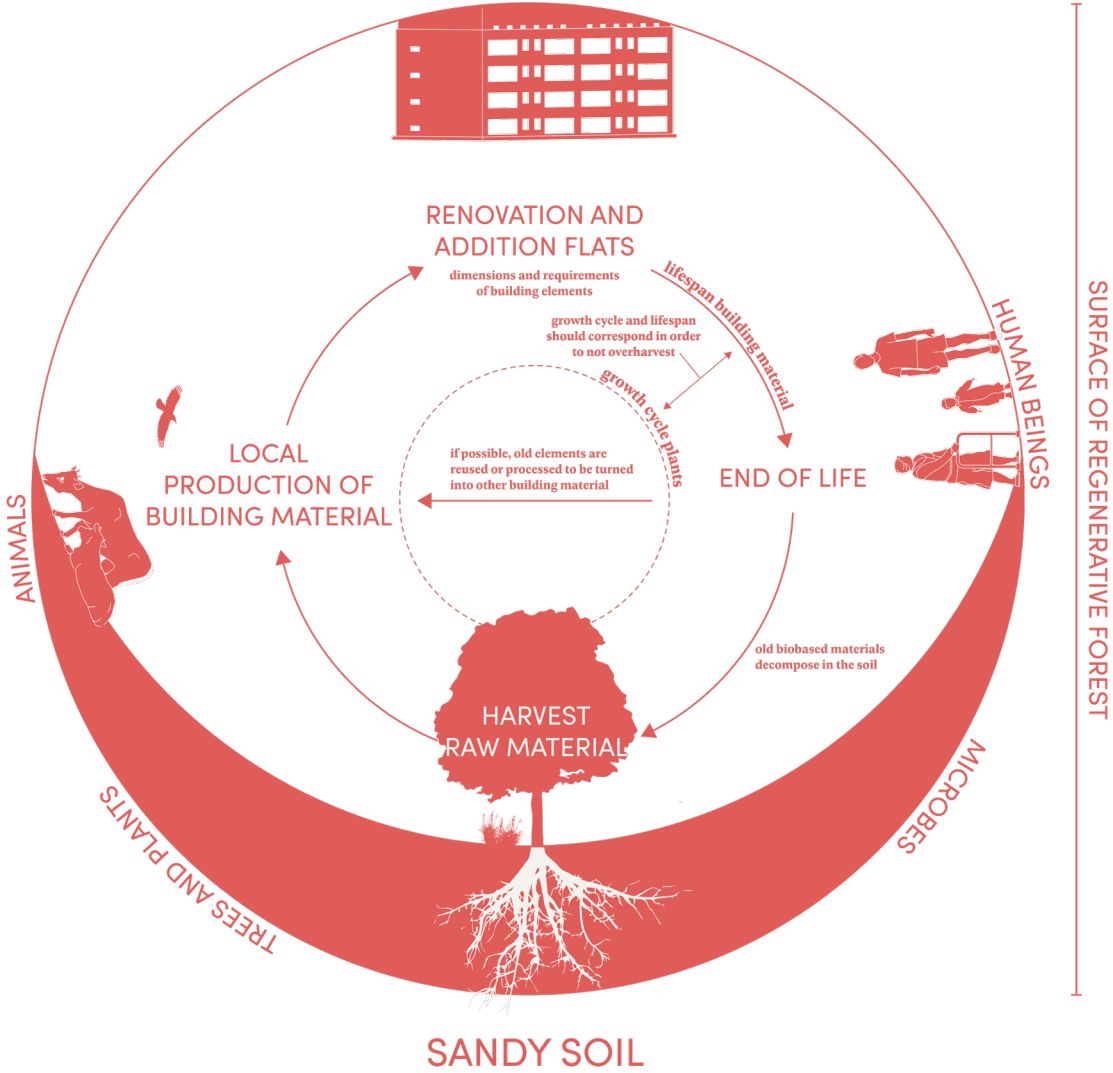 RENOVATION AND
ADDITION FLATS
dimensions and requirements
of building elements
lifespan building material
growth cycle and lifespan
should correspond in order
to not overharvest
growth cycle plants
HUMAN BEINGS
SURFACE OF REGENERATIVE FOREST
LOCAL
PRODUCTION OF
BUILDING MATERIAL
if possible, old elements are
reused or processed to be turned
into other building material
END OF LIFE
ANIMALS
old biobased materials
decompose in the soil
HARVEST
RAW MATERIAL
MICROBES
TREES AND PLANTS
SANDY SOIL